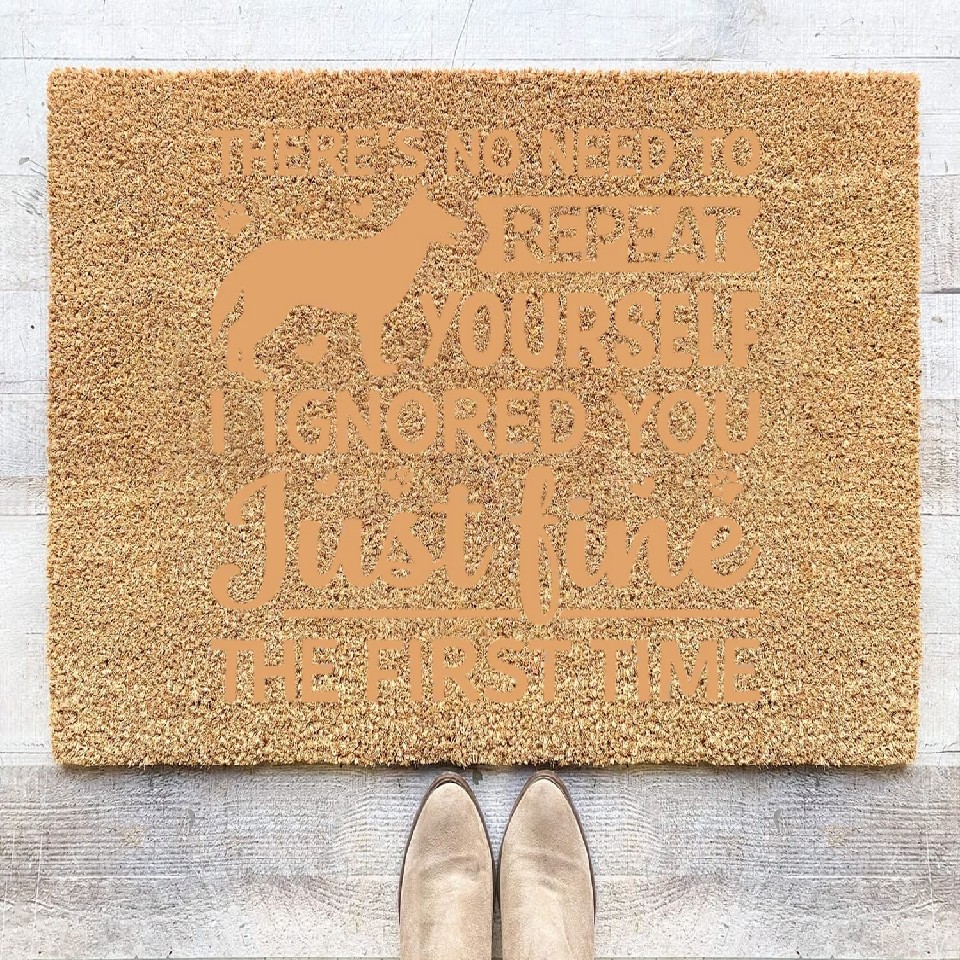 THERE'S NO NEED TO
REPEAT
YOURSELF
I IGNORED YOU
Just fine
THE FIRST TIME